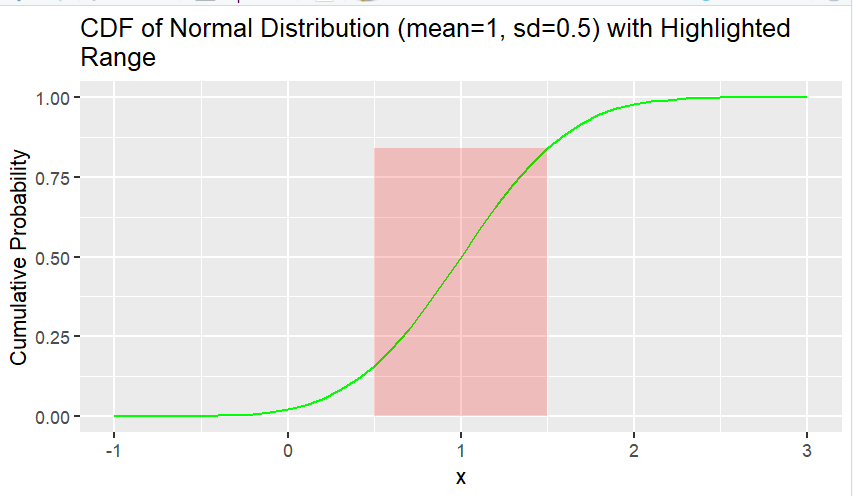 CDF of Normal Distribution (mean=1, sd=0.5) with Highlighted
Range
Cumulative Probability
1.00
0.75
0.50
0.25
0.00
-1
0
1
2
3
x